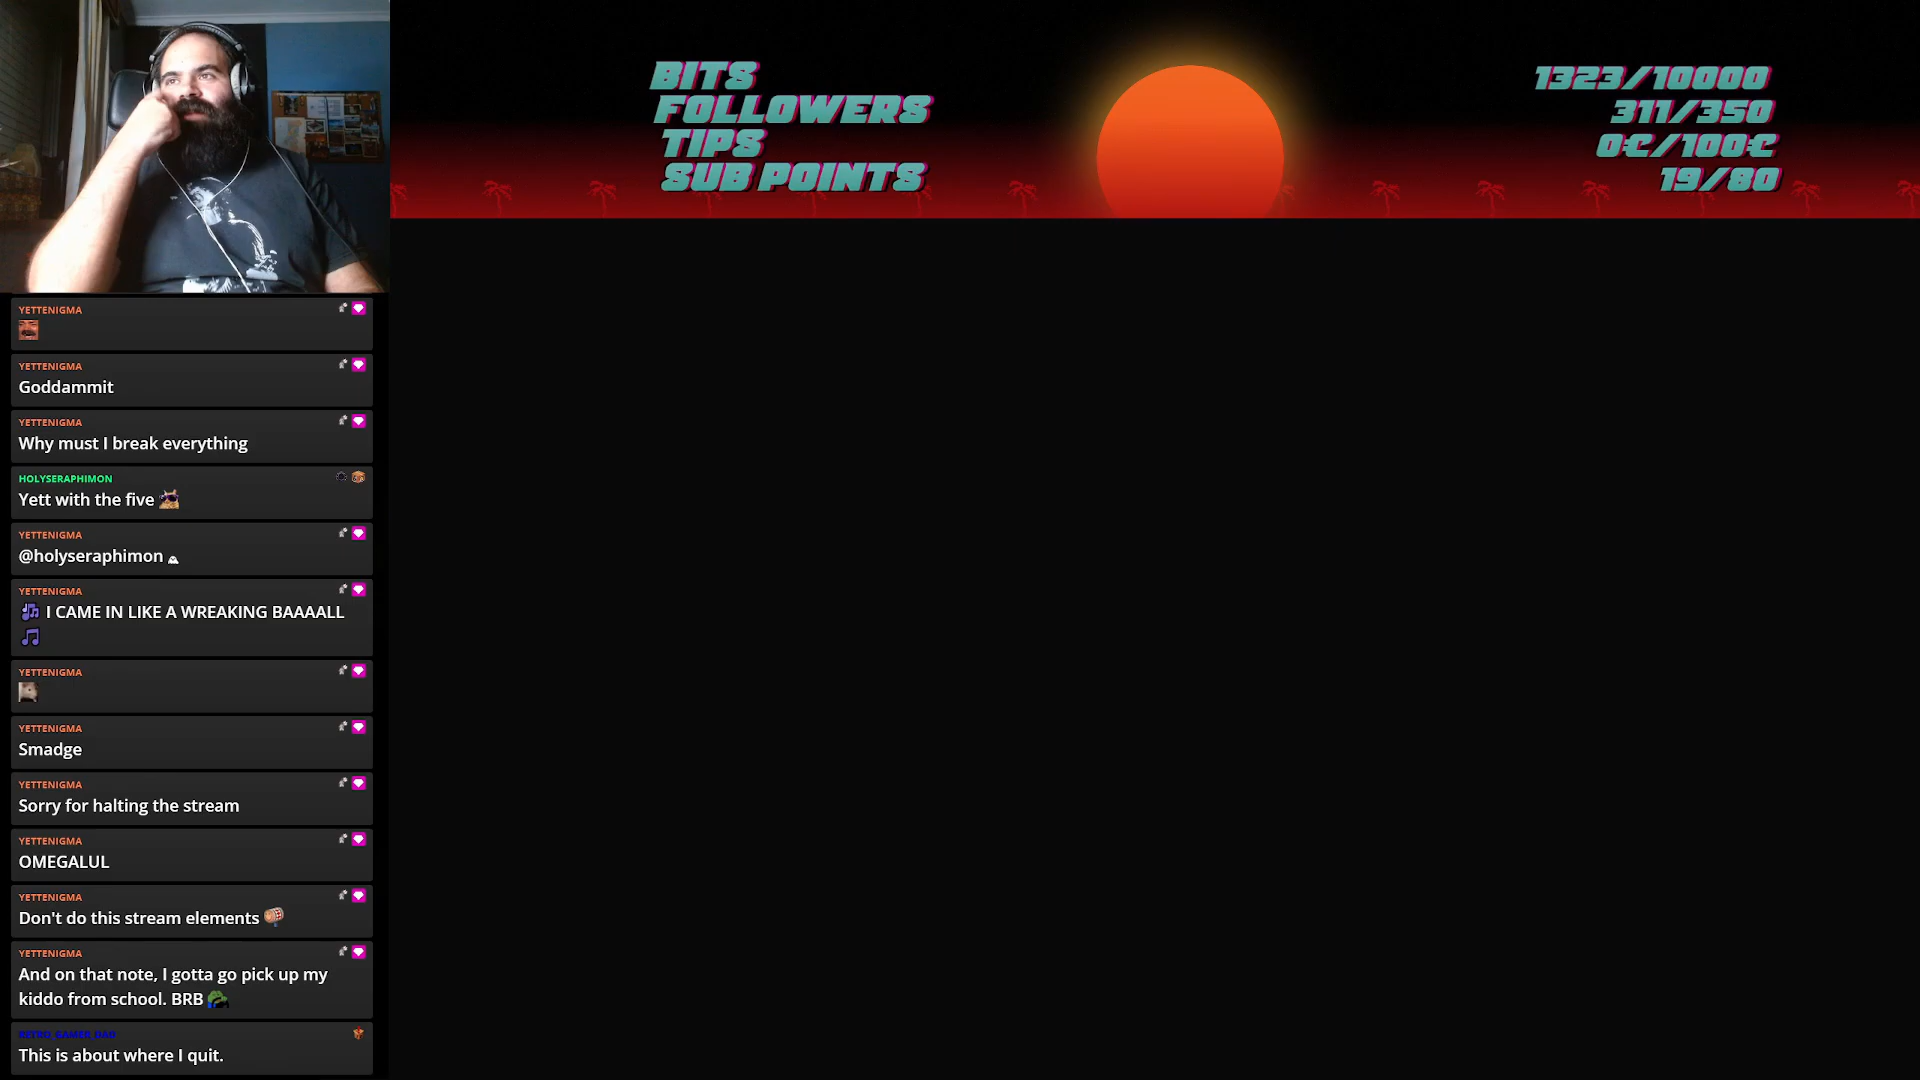 BITS
FOLLOWERS
TIPS
SUB POINTS
1323/10000
311/350
0€/100€
19/80
YETTENIGMA
YETTENIGMA
Goddammit
YETTENIGMA
Why must I break everything
HOLYSERAPHIMON
Yett with the five
YETTENIGMA
@holyseraphimon
YETTENIGMA
I CAME IN LIKE A WREAKING BAAAALL
YETTENIGMA
YETTENIGMA
Smadge
YETTENIGMA
Sorry for halting the stream
YETTENIGMA
OMEGALUL
YETTENIGMA
Don't do this stream elements
YETTENIGMA
And on that note, I gotta go pick up my
kiddo from school. BRB
RETRO_GAMER_DAD
This is about where I quit.